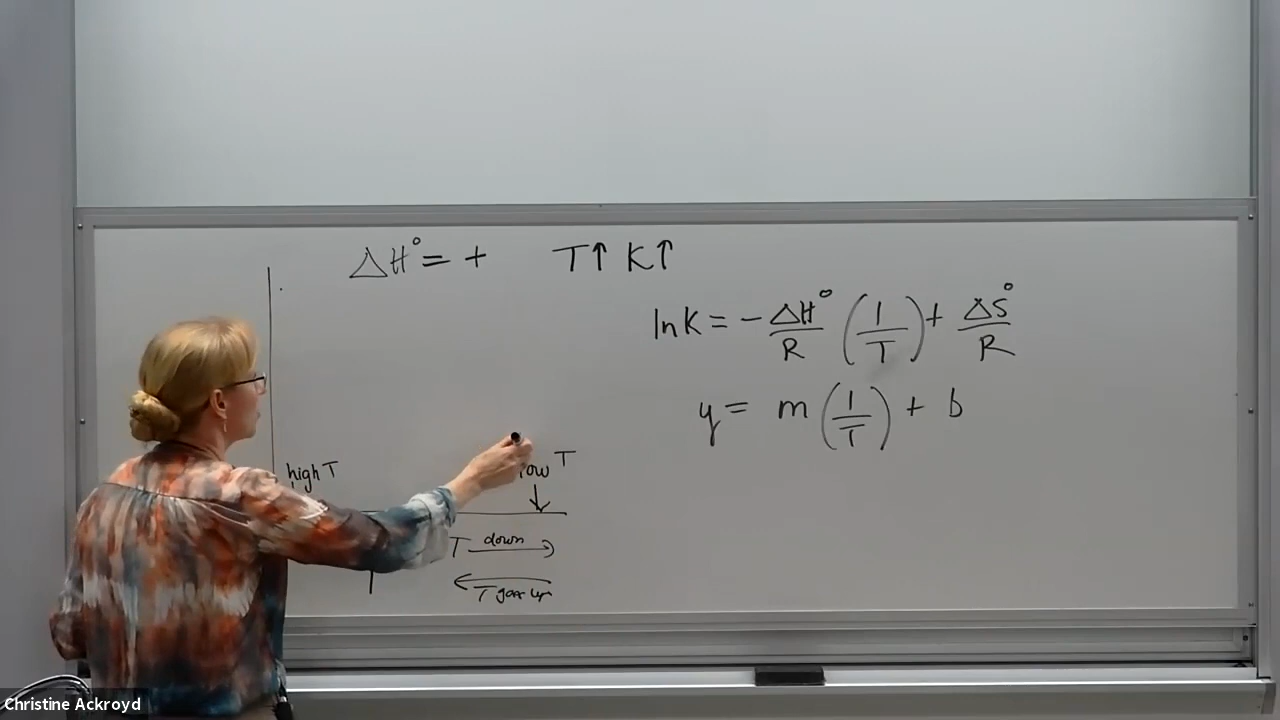 ΔH° = + T↑ K↑
ln K = - ΔH°/R (1/T) + ΔS°/R
y = m (1/T) + b
high T
low T
T down →
← T goes up
T
Christine Ackroyd